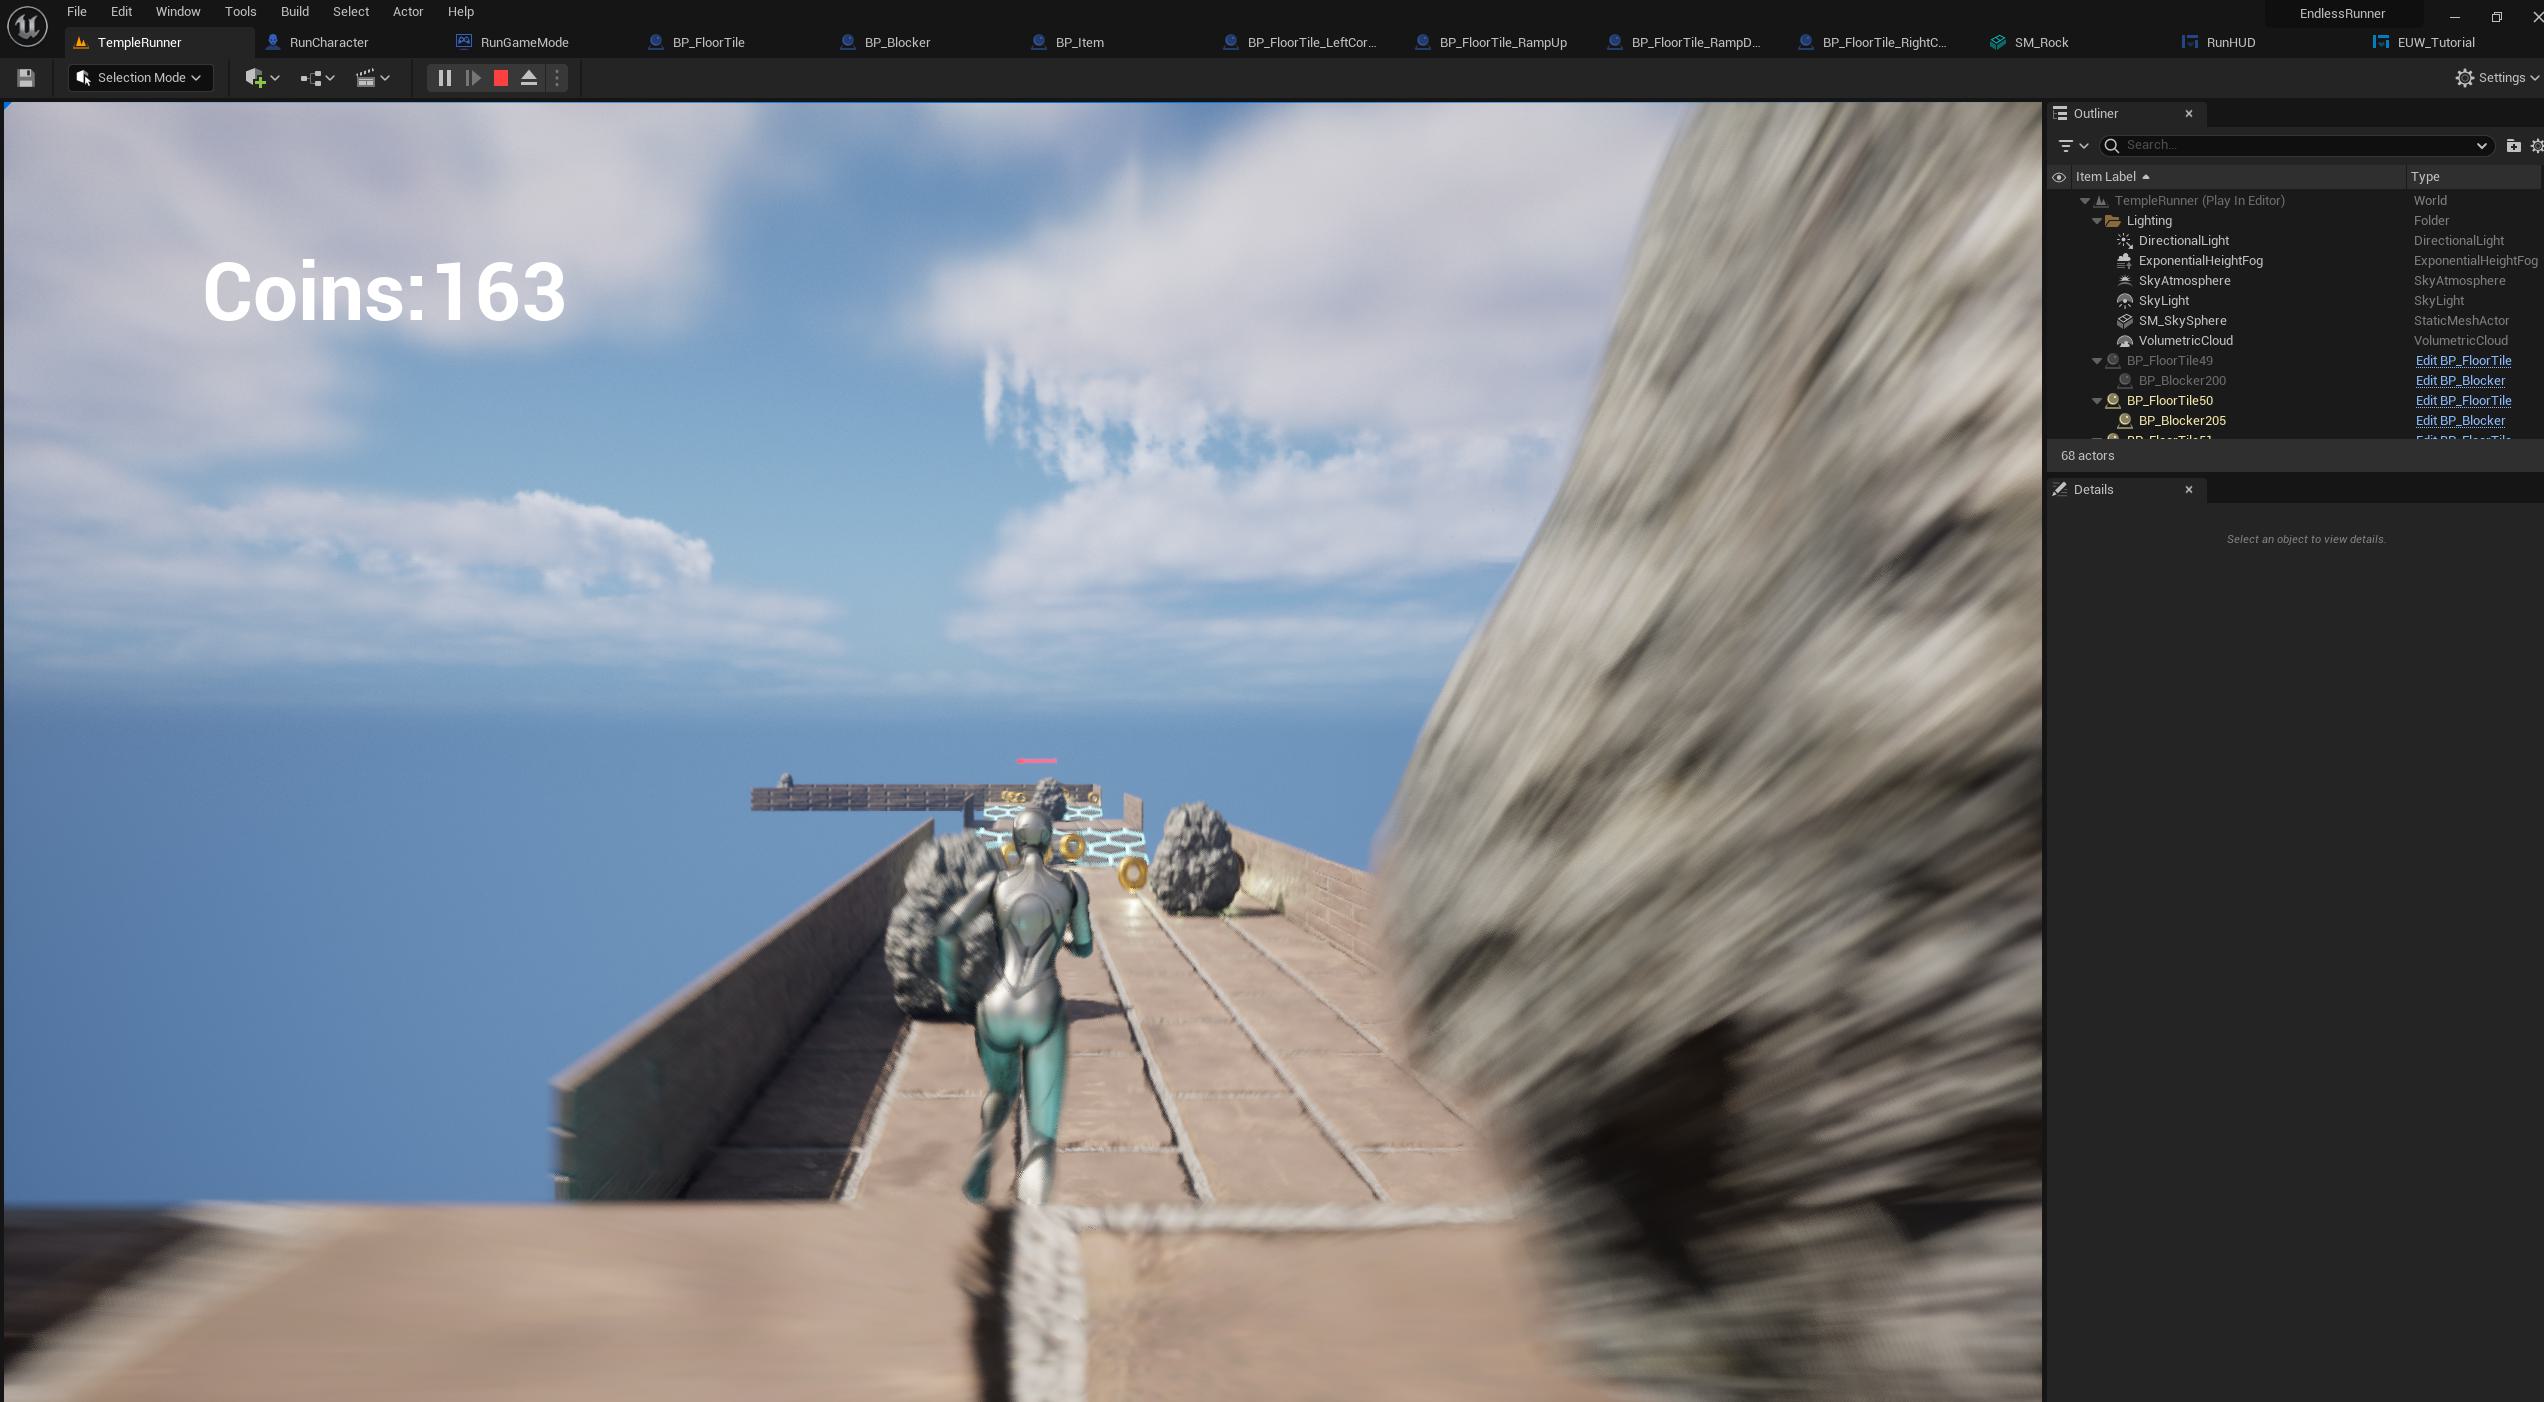 File Edit Window Tools Build Select Actor Help
EndlessRunner
TempleRunner RunCharacter RunGameMode BP_FloorTile BP_Blocker BP_Item BP_FloorTile_LeftCor... BP_FloorTile_RampUp BP_FloorTile_RampD... BP_FloorTile_RightC... SM_Rock RunHUD EUW_Tutorial
Selection Mode
Settings
Coins:163
Outliner
Search...
Item Label Type
TempleRunner (Play In Editor) World
Lighting Folder
DirectionalLight DirectionalLight
ExponentialHeightFog ExponentialHeightFog
SkyAtmosphere SkyAtmosphere
SkyLight SkyLight
SM_SkySphere StaticMeshActor
VolumetricCloud VolumetricCloud
BP_FloorTile49 Edit BP_FloorTile
BP_Blocker200 Edit BP_Blocker
BP_FloorTile50 Edit BP_FloorTile
BP_Blocker205 Edit BP_Blocker
68 actors
Details
Select an object to view details.